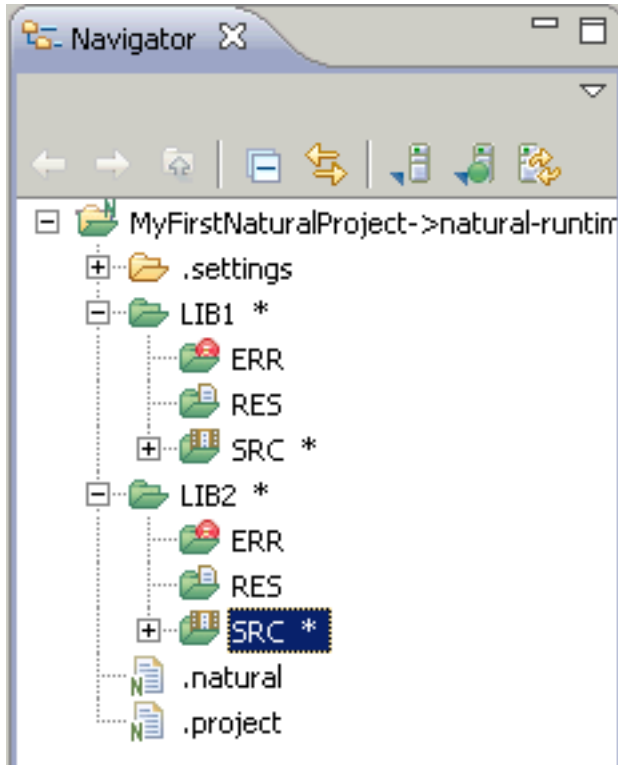 Navigator
MyFirstNaturalProject->natural-runtim
.settings
LIB1 *
ERR
RES
SRC *
LIB2 *
ERR
RES
SRC *
.natural
.project